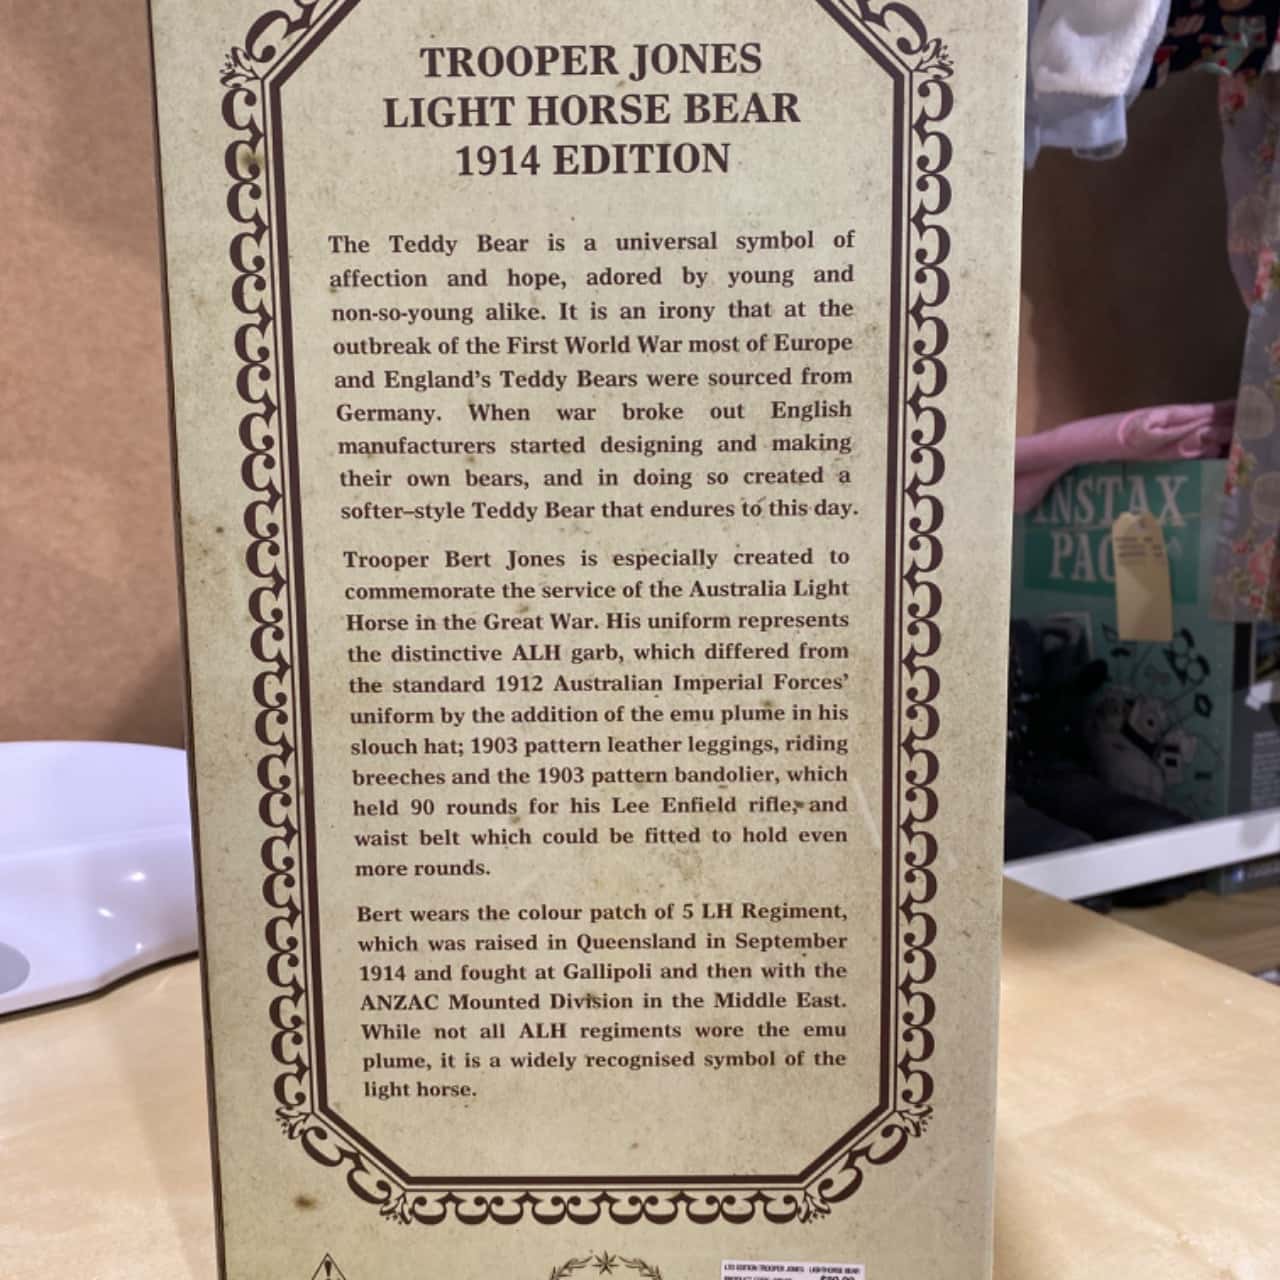 TROOPER JONES
LIGHT HORSE BEAR
1914 EDITION
The Teddy Bear is a universal symbol of
affection and hope, adored by young and
non-so-young alike. It is an irony that at the
outbreak of the First World War most of Europe
and England's Teddy Bears were sourced from
Germany. When war broke out English
manufacturers started designing and making
their own bears, and in doing so created a
softer–style Teddy Bear that endures to this day.
Trooper Bert Jones is especially created to
commemorate the service of the Australia Light
Horse in the Great War. His uniform represents
the distinctive ALH garb, which differed from
the standard 1912 Australian Imperial Forces'
uniform by the addition of the emu plume in his
slouch hat; 1903 pattern leather leggings, riding
breeches and the 1903 pattern bandolier, which
held 90 rounds for his Lee Enfield rifle, and
waist belt which could be fitted to hold even
more rounds.
Bert wears the colour patch of 5 LH Regiment,
which was raised in Queensland in September
1914 and fought at Gallipoli and then with the
ANZAC Mounted Division in the Middle East.
While not all ALH regiments wore the emu
plume, it is a widely recognised symbol of the
light horse.
LTD EDITION TROOPER JONES - LIGHTHORSE BEAR
INSTAX